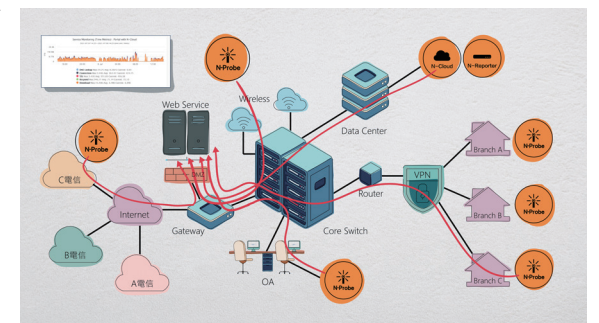 N-Probe
N-Cloud
N-Reporter
Wireless
Web Service
Data Center
N-Probe
DMZ
C電信
Internet
Gateway
Core Switch
Router
VPN
Branch A
N-Probe
Branch B
N-Probe
B電信
A電信
OA
N-Probe
Branch C
N-Probe